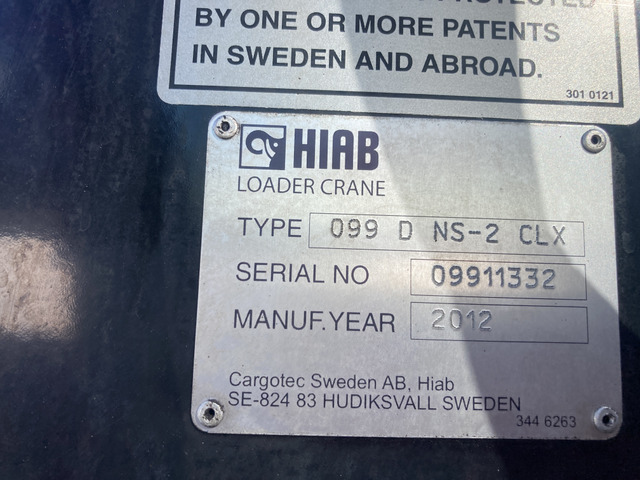 BY ONE OR MORE PATENTS
IN SWEDEN AND ABROAD.
301 0121
HIAB
LOADER CRANE
TYPE 099 D NS-2 CLX
SERIAL NO 09911332
MANUF.YEAR 2012
Cargotec Sweden AB, Hiab
SE-824 83 HUDIKSVALL SWEDEN
344 6263